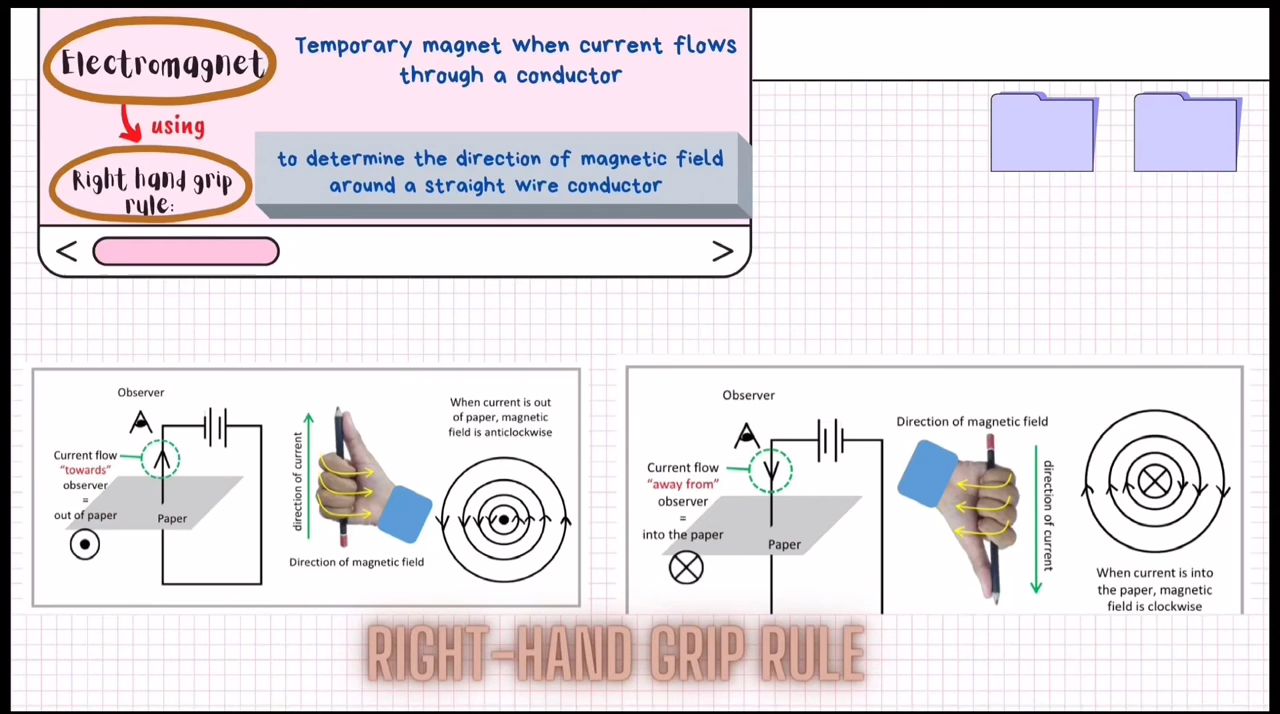 Electromagnet
Temporary magnet when current flows
through a conductor
using
Right hand grip
rule:
to determine the direction of magnetic field
around a straight wire conductor
Observer
Current flow
"towards"
observer
=
out of paper
Paper
direction of current
Direction of magnetic field
When current is out
of paper, magnetic
field is anticlockwise
Observer
Current flow
"away from"
observer
=
into the paper
Paper
Direction of magnetic field
direction of current
When current is into
the paper, magnetic
field is clockwise
RIGHT-HAND GRIP RULE